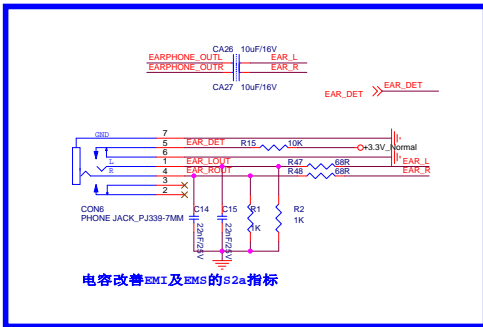 CA26 10uF/16V
EARPHONE_OUTL EAR_L
EARPHONE_OUTR EAR_R
CA27 10uF/16V
EAR_DET EAR_DET
GND 7
5 EAR_DET R15 10K +3.3V_Normal
6
L 1 EAR_LOUT R47 68R EAR_L
R 4 EAR_ROUT R48 68R EAR_R
3
2
CON6
PHONE JACK_PJ339-7MM
C14 22nF/25V
C15 22nF/25V
R1 1K
R2 1K
电容改善EMI及EMS的S2a指标